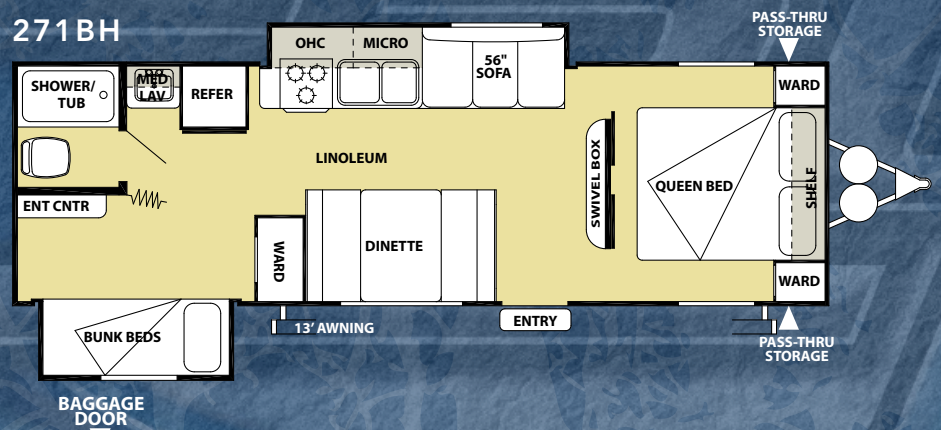 271BH
PASS-THRU
STORAGE
OHC
MICRO
56"
SOFA
SHOWER/
TUB
MED
LAV
REFER
WARD
LINOLEUM
SWIVEL BOX
QUEEN BED
SHELF
ENT CNTR
WARD
DINETTE
WARD
BUNK BEDS
13' AWNING
ENTRY
PASS-THRU
STORAGE
BAGGAGE
DOOR